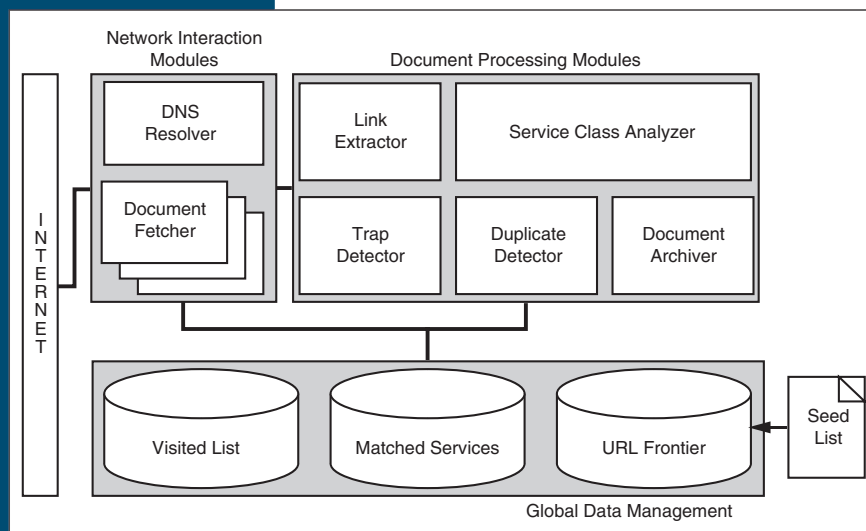 Network Interaction
Modules
Document Processing Modules
INTERNET
DNS
Resolver
Document
Fetcher
Link
Extractor
Service Class Analyzer
Trap
Detector
Duplicate
Detector
Document
Archiver
Visited List
Matched Services
URL Frontier
Seed
List
Global Data Management